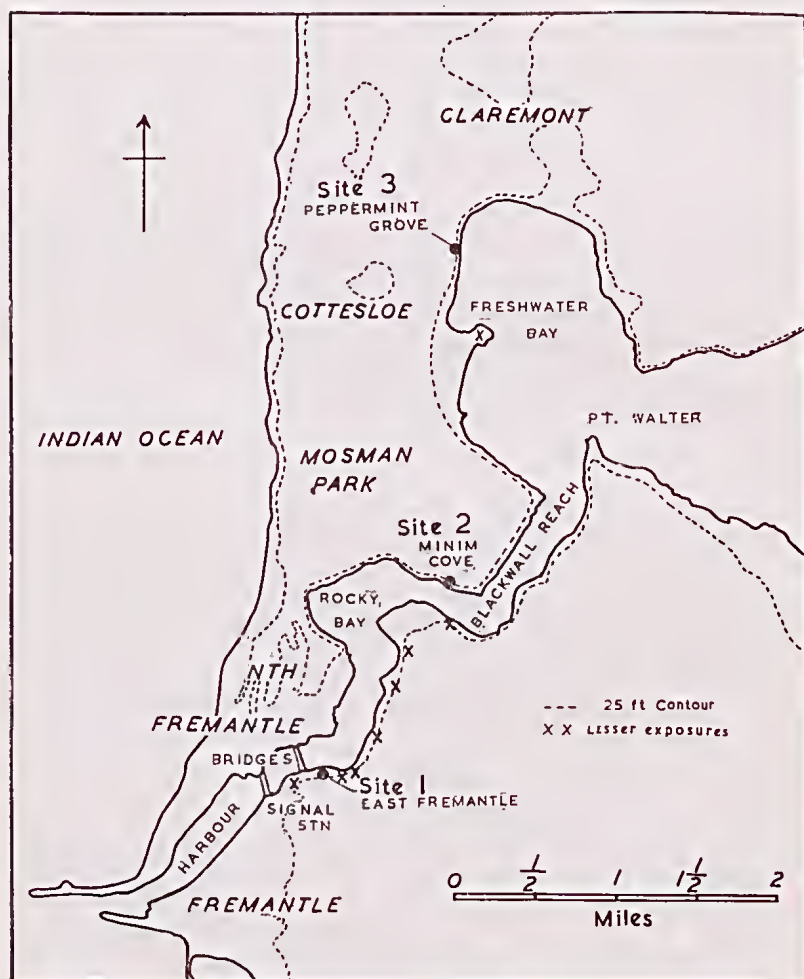 CLAREMONT
Site 3
PEPPERMINT
GROVE
COTTESLOE
FRESHWATER
BAY
PT. WALTER
INDIAN OCEAN
MOSMAN
PARK
Site 2
MINIM
COVE
BLACKWALL REACH
ROCKY
BAY
NTH
FREMANTLE
--- 25 ft Contour
X X Lesser exposures
BRIDGES
Site 1
EAST FREMANTLE
SIGNAL
STN
HARBOUR
FREMANTLE
0 1/2 1 1 1/2 2
Miles